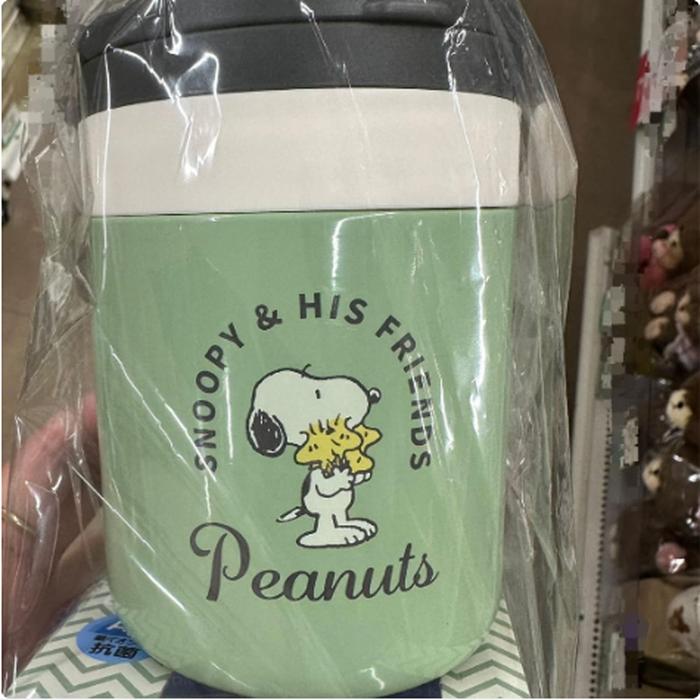 SNOOPY & HIS FRIENDS
Peanuts
抗菌